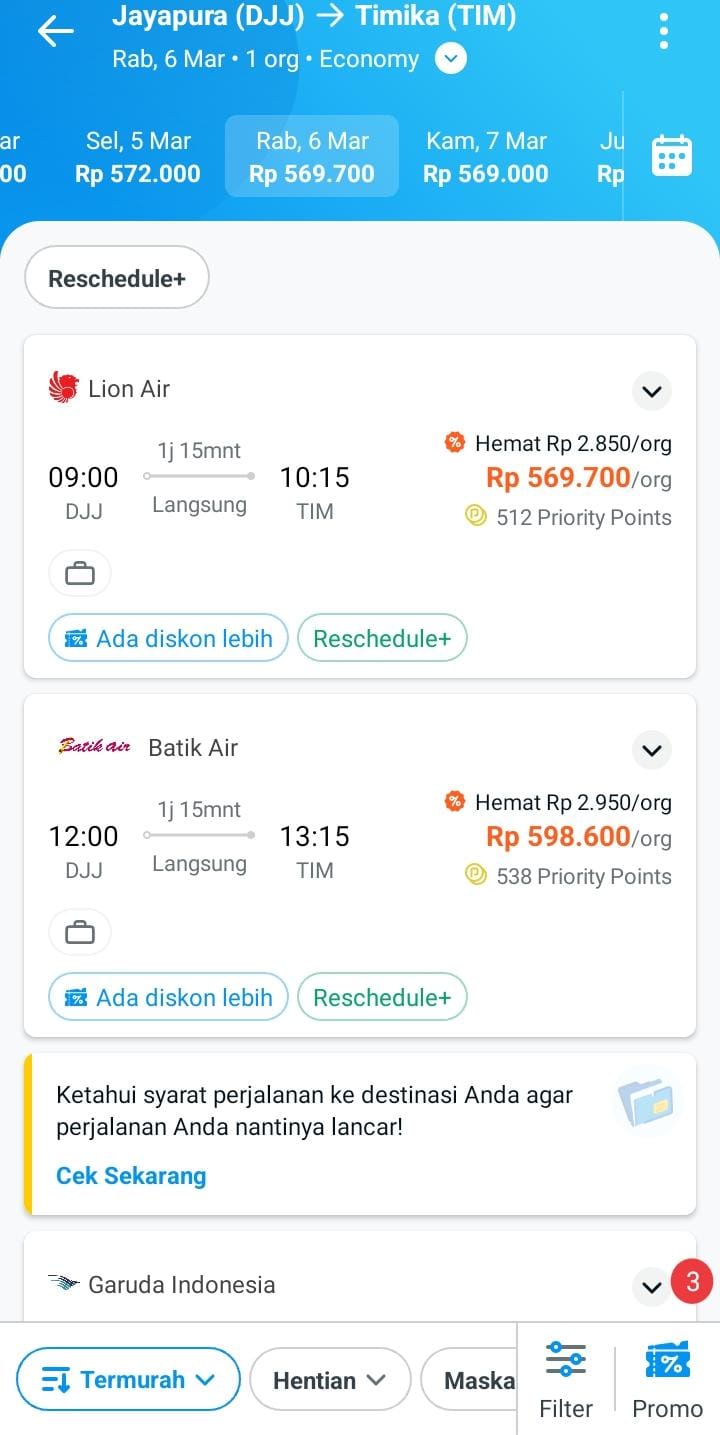 Jayapura (DJJ) → Timika (TIM)
Rab, 6 Mar • 1 org • Economy
ar
00
Sel, 5 Mar
Rp 572.000
Rab, 6 Mar
Rp 569.700
Kam, 7 Mar
Rp 569.000
Ju
Rp
Reschedule+
Lion Air
Hemat Rp 2.850/org
09:00
DJJ
1j 15mnt
Langsung
10:15
TIM
Rp 569.700/org
512 Priority Points
Ada diskon lebih
Reschedule+
Batik Air Batik Air
Hemat Rp 2.950/org
12:00
DJJ
1j 15mnt
Langsung
13:15
TIM
Rp 598.600/org
538 Priority Points
Ada diskon lebih
Reschedule+
Ketahui syarat perjalanan ke destinasi Anda agar
perjalanan Anda nantinya lancar!
Cek Sekarang
Garuda Indonesia
3
Termurah
Hentian
Maska
Filter
Promo